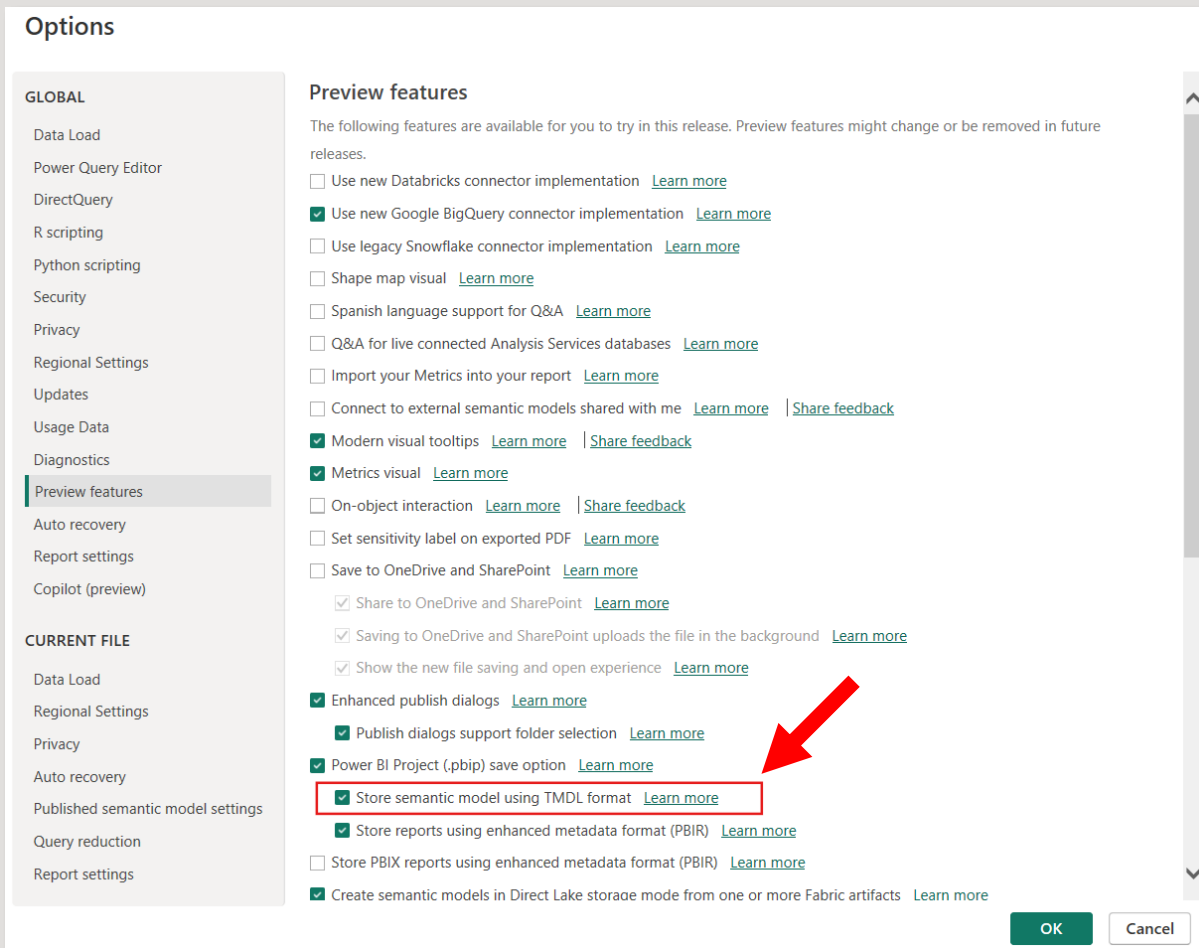 Options
GLOBAL
Data Load
Power Query Editor
DirectQuery
R scripting
Python scripting
Security
Privacy
Regional Settings
Updates
Usage Data
Diagnostics
Preview features
Auto recovery
Report settings
Copilot (preview)
CURRENT FILE
Data Load
Regional Settings
Privacy
Auto recovery
Published semantic model settings
Query reduction
Report settings
Preview features
The following features are available for you to try in this release. Preview features might change or be removed in future
releases.
Use new Databricks connector implementation Learn more
Use new Google BigQuery connector implementation Learn more
Use legacy Snowflake connector implementation Learn more
Shape map visual Learn more
Spanish language support for Q&A Learn more
Q&A for live connected Analysis Services databases Learn more
Import your Metrics into your report Learn more
Connect to external semantic models shared with me Learn more | Share feedback
Modern visual tooltips Learn more | Share feedback
Metrics visual Learn more
On-object interaction Learn more | Share feedback
Set sensitivity label on exported PDF Learn more
Save to OneDrive and SharePoint Learn more
Share to OneDrive and SharePoint Learn more
Saving to OneDrive and SharePoint uploads the file in the background Learn more
Show the new file saving and open experience Learn more
Enhanced publish dialogs Learn more
Publish dialogs support folder selection Learn more
Power BI Project (.pbip) save option Learn more
Store semantic model using TMDL format Learn more
Store reports using enhanced metadata format (PBIR) Learn more
Store PBIX reports using enhanced metadata format (PBIR) Learn more
Create semantic models in Direct Lake storage mode from one or more Fabric artifacts Learn more
OK
Cancel